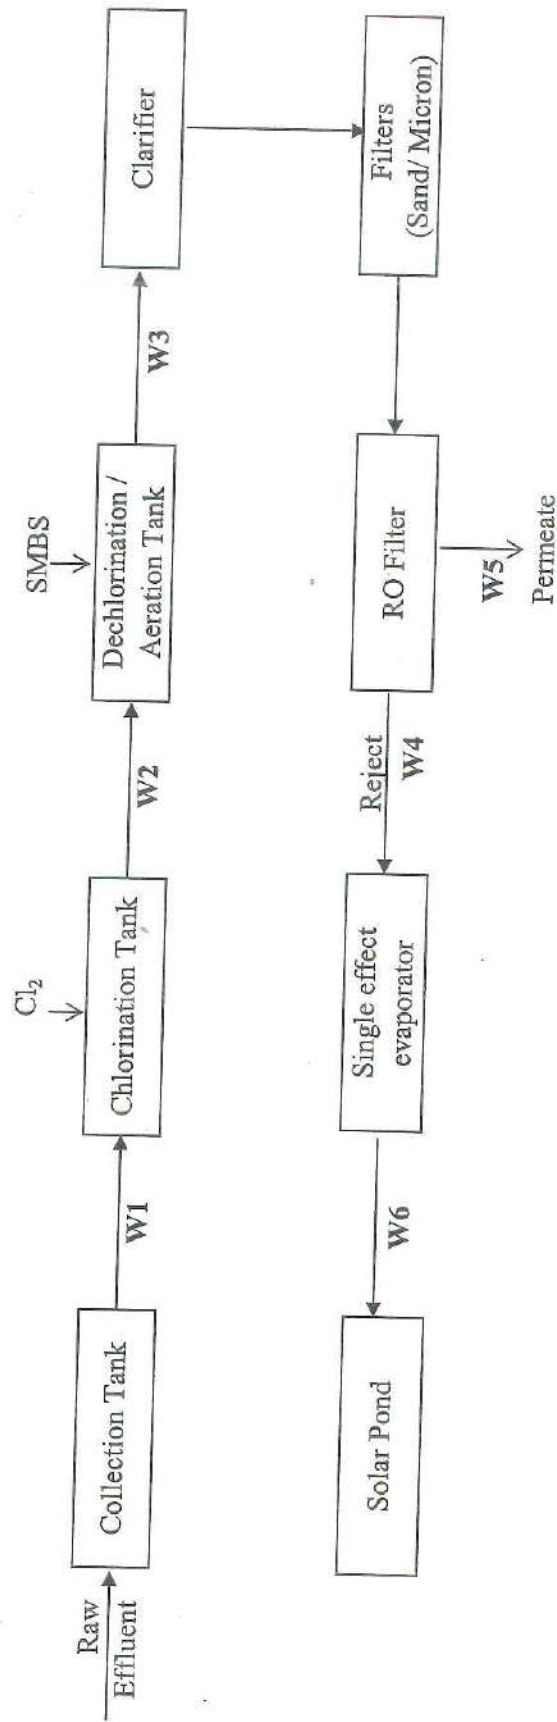 Raw
Effluent
Collection Tank
W1
Cl₂
Chlorination Tank
W2
SMBS
Dechlorination /
Aeration Tank
W3
Clarifier
Filters
(Sand/ Micron)
RO Filter
W5
Permeate
Reject
W4
Single effect
evaporator
W6
Solar Pond